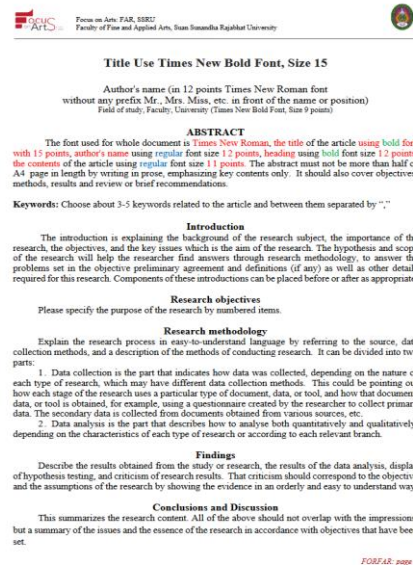 Focus
Arts
Focus on Arts: FAR, SSRU
Faculty of Fine and Applied Arts, Suan Sunandha Rajabhat University
Title Use Times New Bold Font, Size 15
Author's name (in 12 points Times New Roman font
without any prefix Mr., Mrs. Miss, etc. in front of the name or position)
Field of study, Faculty, University (Times New Bold Font, Size 9 points)
ABSTRACT
The font used for whole document is Times New Roman, the title of the article using bold fon
with 15 points, author's name using regular font size 12 points, heading using bold font size 12 points
the contents of the article using regular font size 11 points. The abstract must not be more than half o
A4 page in length by writing in prose, emphasizing key contents only. It should also cover objectives
methods, results and review or brief recommendations.
Keywords: Choose about 3-5 keywords related to the article and between them separated by “,”
Introduction
The introduction is explaining the background of the research subject, the importance of th
research, the objectives, and the key issues which is the aim of the research. The hypothesis and scop
of the research will help the researcher find answers through research methodology, to answer th
problems set in the objective preliminary agreement and definitions (if any) as well as other detail
required for this research. Components of these introductions can be placed before or after as appropriate
Research objectives
Please specify the purpose of the research by numbered items.
Research methodology
Explain the research process in easy-to-understand language by referring to the source, dat
collection methods, and a description of the methods of conducting research. It can be divided into tw
parts:
1. Data collection is the part that indicates how data was collected, depending on the nature o
each type of research, which may have different data collection methods. This could be pointing ou
how each stage of the research uses a particular type of document, data, or tool, and how that documen
data, or tool is obtained, for example, using a questionnaire created by the researcher to collect primar
data. The secondary data is collected from documents obtained from various sources, etc.
2. Data analysis is the part that describes how to analyse both quantitatively and qualitatively
depending on the characteristics of each type of research or according to each relevant branch.
Findings
Describe the results obtained from the study or research, the results of the data analysis, displa
of hypothesis testing, and criticism of research results. That criticism should correspond to the objectiv
and the assumptions of the research by showing the evidence in an orderly and easy to understand way
Conclusions and Discussion
This summarizes the research content. All of the above should not overlap with the impressions
but a summary of the issues and the essence of the research in accordance with objectives that have bee
set.
FORFAR: page